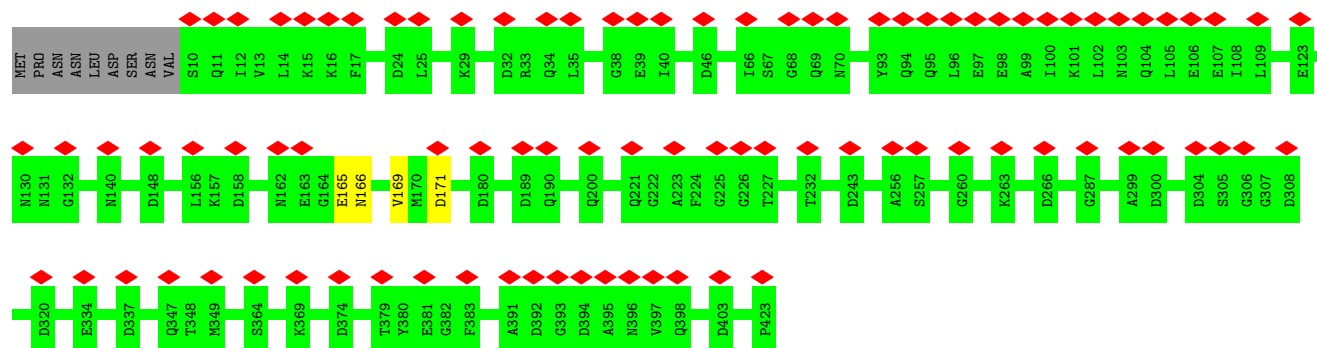 MET PRO ASN ASN LEU ASP SER ASN VAL S10 Q11 I12 V13 L14 K15 K16 F17 D24 L25 K29 D32 R33 Q34 L35 G38 E39 I40 D46 I66 S67 G68 Q69 N70 Y93 Q94 Q95 L96 E97 E98 A99 I100 K101 L102 N103 Q104 L105 E106 E107 I108 L109 E123
N130 N131 G132 N140 D148 L156 K157 D158 N162 E163 G164 E165 N166 V169 M170 D171 D180 D189 Q190 Q200 Q221 G222 A223 F224 G225 G226 T227 T232 D243 A256 S257 G260 K263 D266 G287 A299 D300 D304 S305 G306 G307 D308
D320 E334 D337 Q347 T348 M349 S364 K369 D374 T379 Y380 E381 G382 F383 A391 D392 G393 D394 A395 N396 V397 Q398 D403 P423